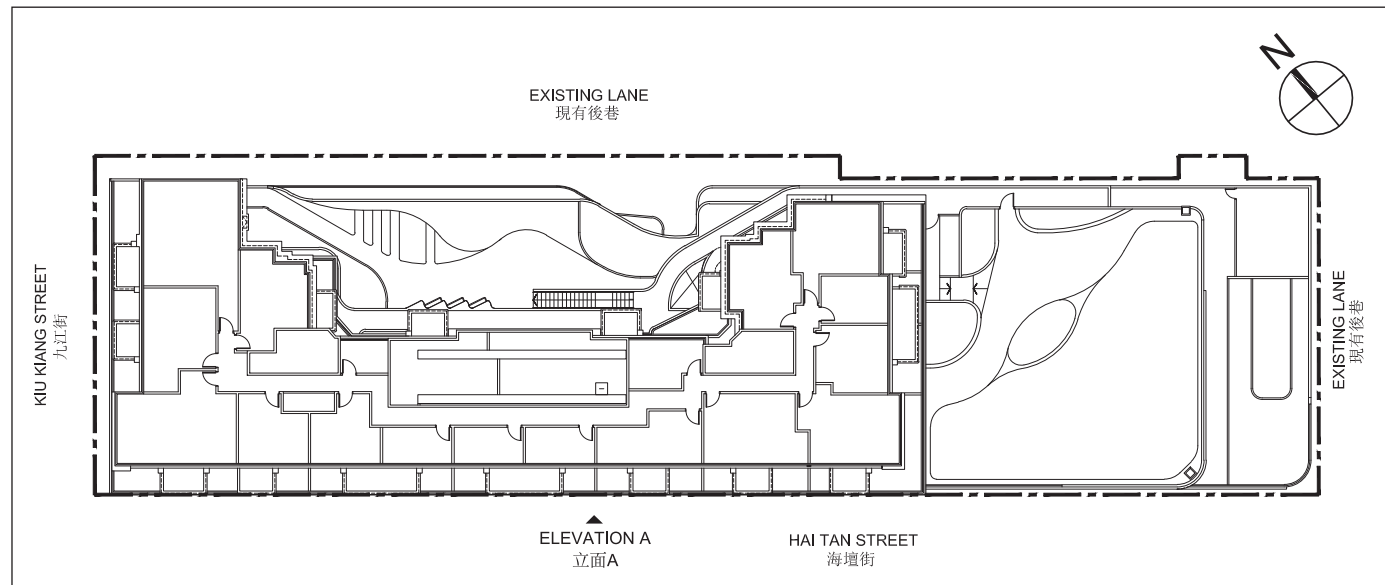 N
EXISTING LANE
現有後巷
KIU KIANG STREET
九江街
EXISTING LANE
現有後巷
ELEVATION A
立面A
HAI TAN STREET
海壇街